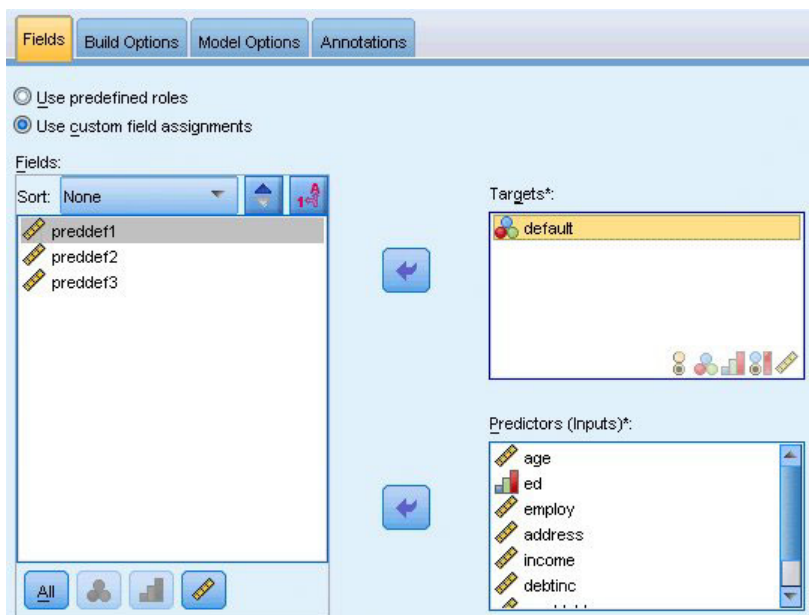 Fields Build Options Model Options Annotations
Use predefined roles
Use custom field assignments
Fields:
Sort: None
preddef1
preddef2
preddef3
All
Targets*:
default
Predictors (Inputs)*:
age
ed
employ
address
income
debtinc